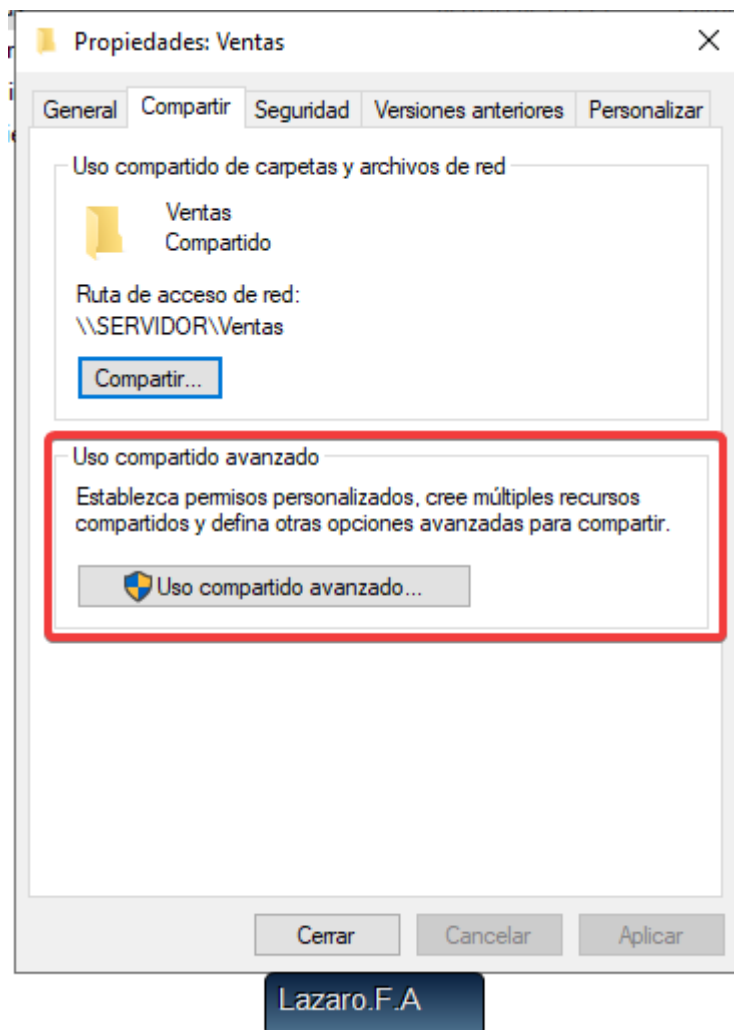 Propiedades: Ventas
General Compartir Seguridad Versiones anteriores Personalizar
Uso compartido de carpetas y archivos de red
Ventas
Compartido
Ruta de acceso de red:
\\SERVIDOR\Ventas
Compartir...
Uso compartido avanzado
Establezca permisos personalizados, cree múltiples recursos
compartidos y defina otras opciones avanzadas para compartir.
Uso compartido avanzado...
Cerrar Cancelar Aplicar
Lazaro.F.A